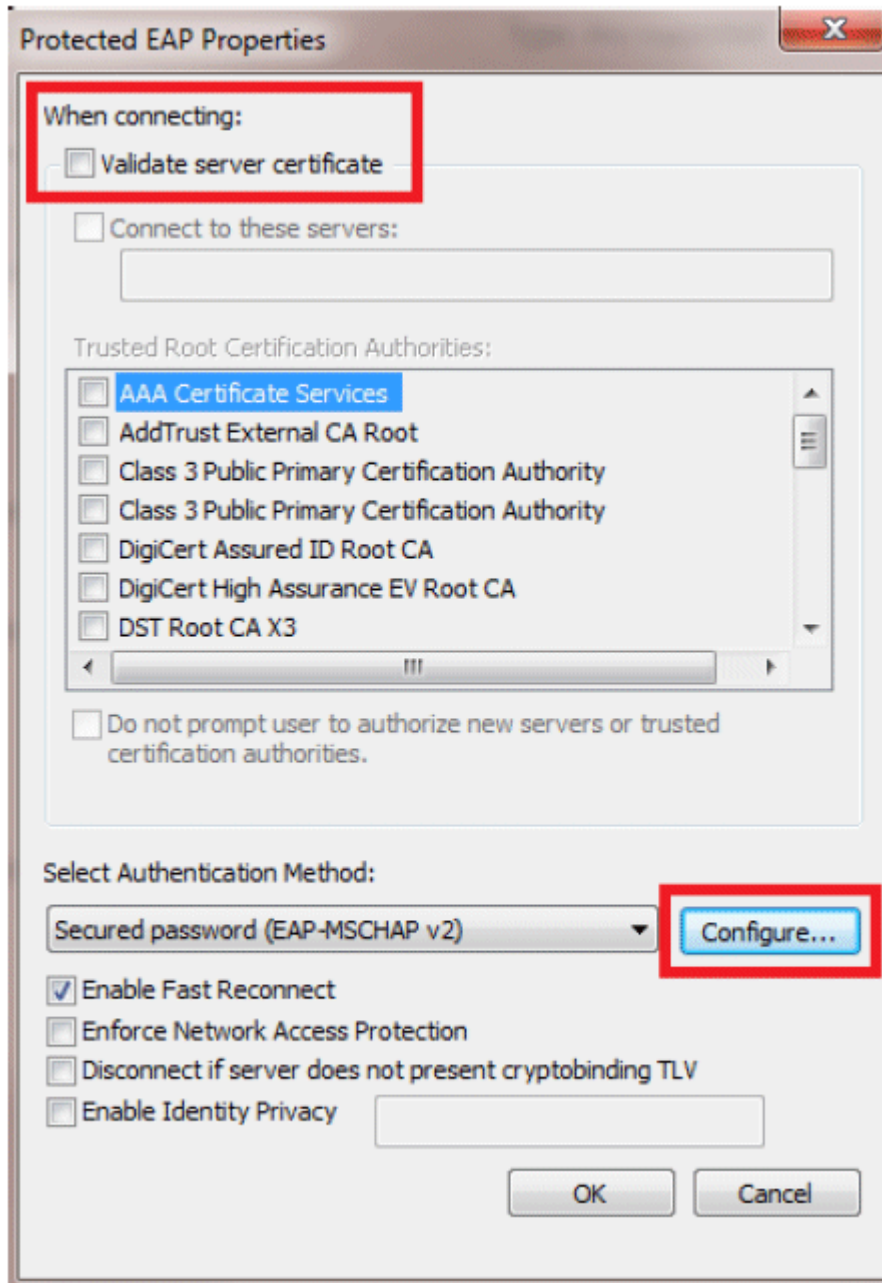 Protected EAP Properties
When connecting:
Validate server certificate
Connect to these servers:
Trusted Root Certification Authorities:
AAA Certificate Services
AddTrust External CA Root
Class 3 Public Primary Certification Authority
Class 3 Public Primary Certification Authority
DigiCert Assured ID Root CA
DigiCert High Assurance EV Root CA
DST Root CA X3
Do not prompt user to authorize new servers or trusted
certification authorities.
Select Authentication Method:
Secured password (EAP-MSCHAP v2)
Configure...
Enable Fast Reconnect
Enforce Network Access Protection
Disconnect if server does not present cryptobinding TLV
Enable Identity Privacy
OK
Cancel